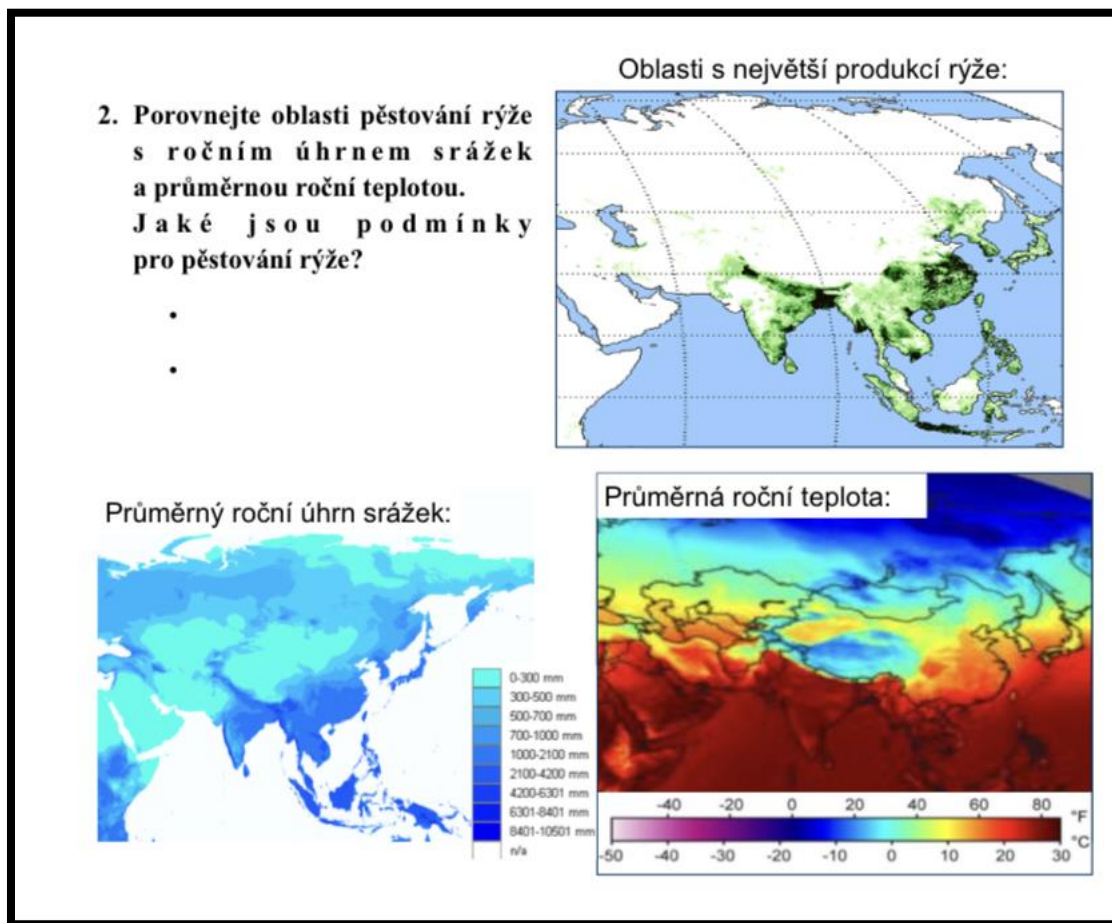 Oblasti s největší produkcí rýže:
2. Porovnejte oblasti pěstování rýže
s ročním úhrnem srážek
a průměrnou roční teplotou.
Jaké jsou podmínky
pro pěstování rýže?
•
•
Průměrný roční úhrn srážek:
0-300 mm
300-500 mm
500-700 mm
700-1000 mm
1000-2100 mm
2100-4200 mm
4200-6301 mm
6301-8401 mm
8401-10501 mm
n/a
Průměrná roční teplota:
-40 -20 0 20 40 60 80 °F
-50 -40 -30 -20 -10 0 10 20 30 °C